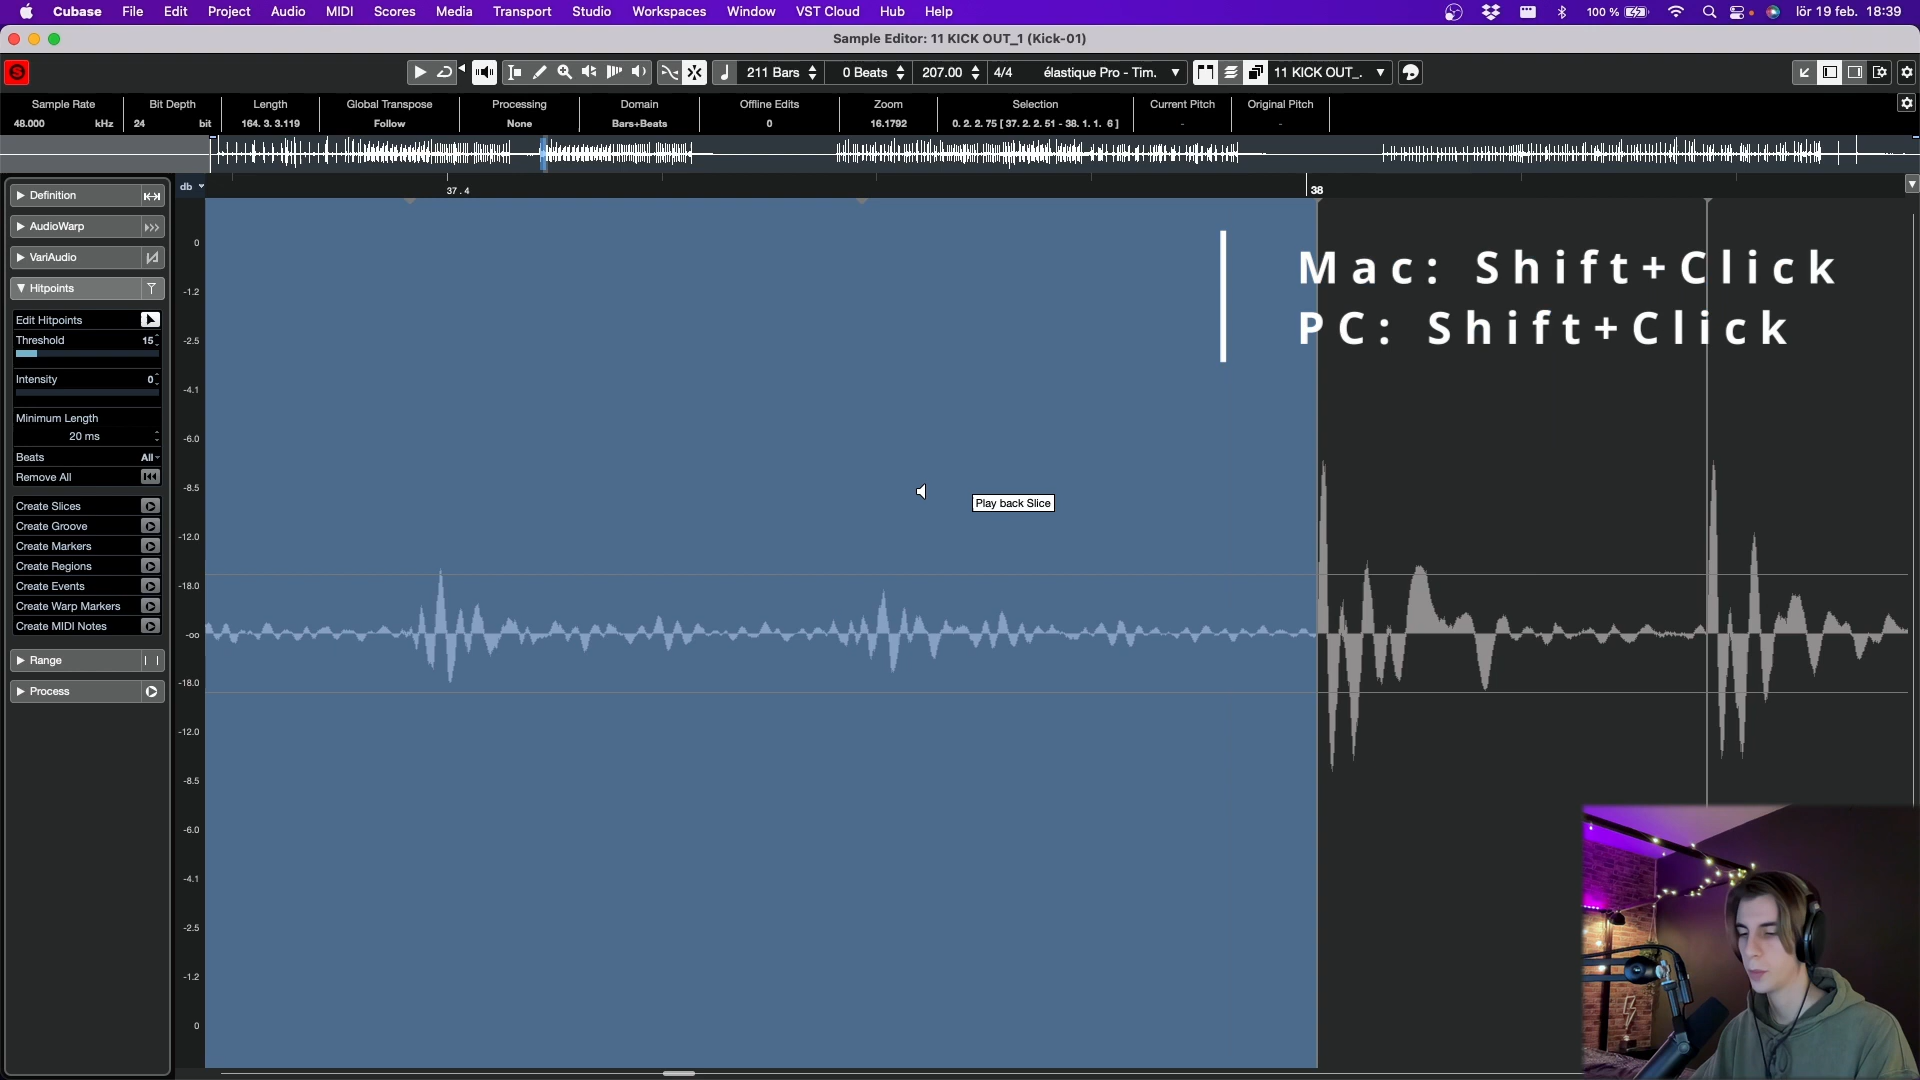 Cubase File Edit Project Audio MIDI Scores Media Transport Studio Workspaces Window VST Cloud Hub Help 100 % lör 19 feb. 18:39
Sample Editor: 11 KICK OUT_1 (Kick-01)
211 Bars 0 Beats 207.00 4/4 élastique Pro - Tim. 11 KICK OUT_.
Sample Rate Bit Depth Length Global Transpose Processing Domain Offline Edits Zoom Selection Current Pitch Original Pitch
48.000 kHz 24 bit 164. 3. 3.119 Follow None Bars+Beats 0 16.1792 0. 2. 2. 75 [ 37. 2. 2. 51 - 38. 1. 1. 6 ] - -
db 37 . 4 38
Definition
AudioWarp
VariAudio
Hitpoints
Edit Hitpoints
Threshold 15
Intensity 0
Minimum Length
20 ms
Beats All
Remove All
Create Slices
Create Groove
Create Markers
Create Regions
Create Events
Create Warp Markers
Create MIDI Notes
Range
Process
0
-1.2
-2.5
-4.1
-6.0
-8.5
-12.0
-18.0
-oo
-18.0
-12.0
-8.5
-6.0
-4.1
-2.5
-1.2
0
Mac: Shift+Click
PC: Shift+Click
Play back Slice